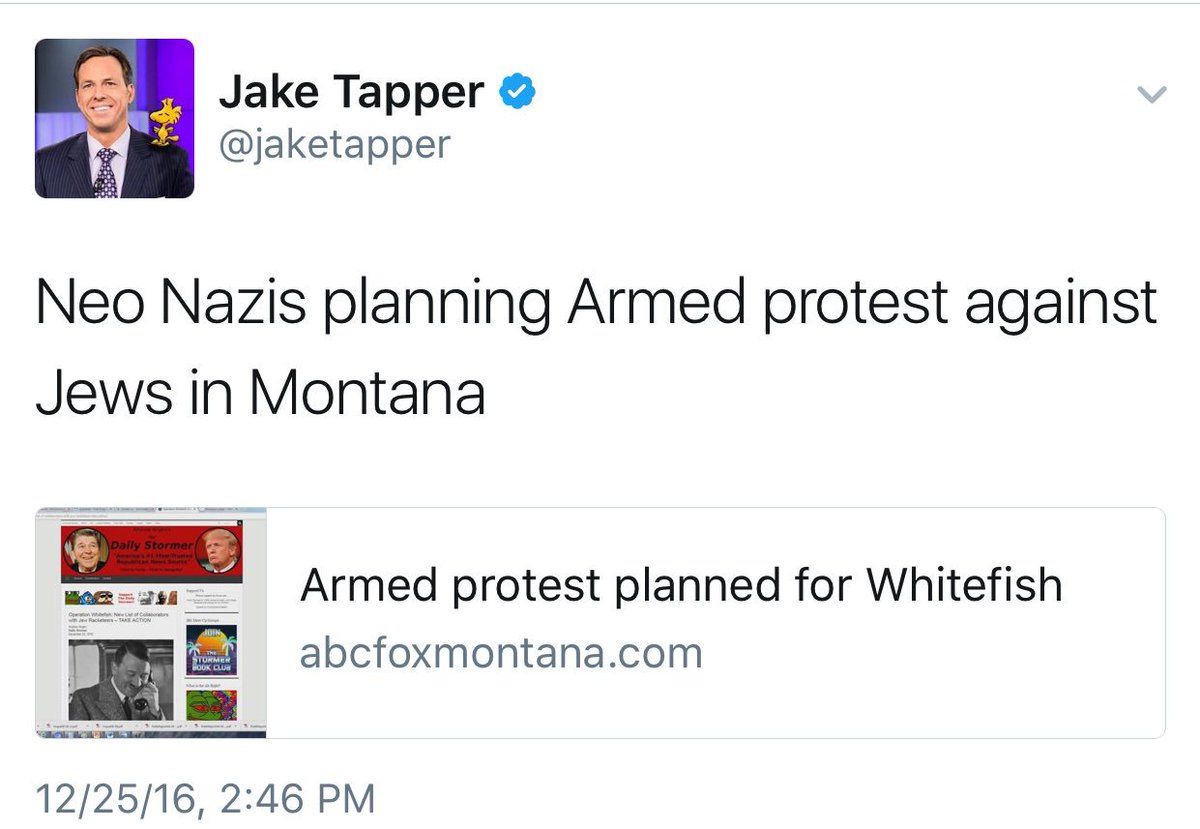 Jake Tapper
@jaketapper
Neo Nazis planning Armed protest against
Jews in Montana
Daily Stormer
"America's #1 Most-Trusted
Republican News Source"
Operation Whitefish: New List of Collaborators
with Jew Racketeers – TAKE ACTION
JOIN
THE
STORMER
BOOK CLUB
Armed protest planned for Whitefish
abcfoxmontana.com
12/25/16, 2:46 PM